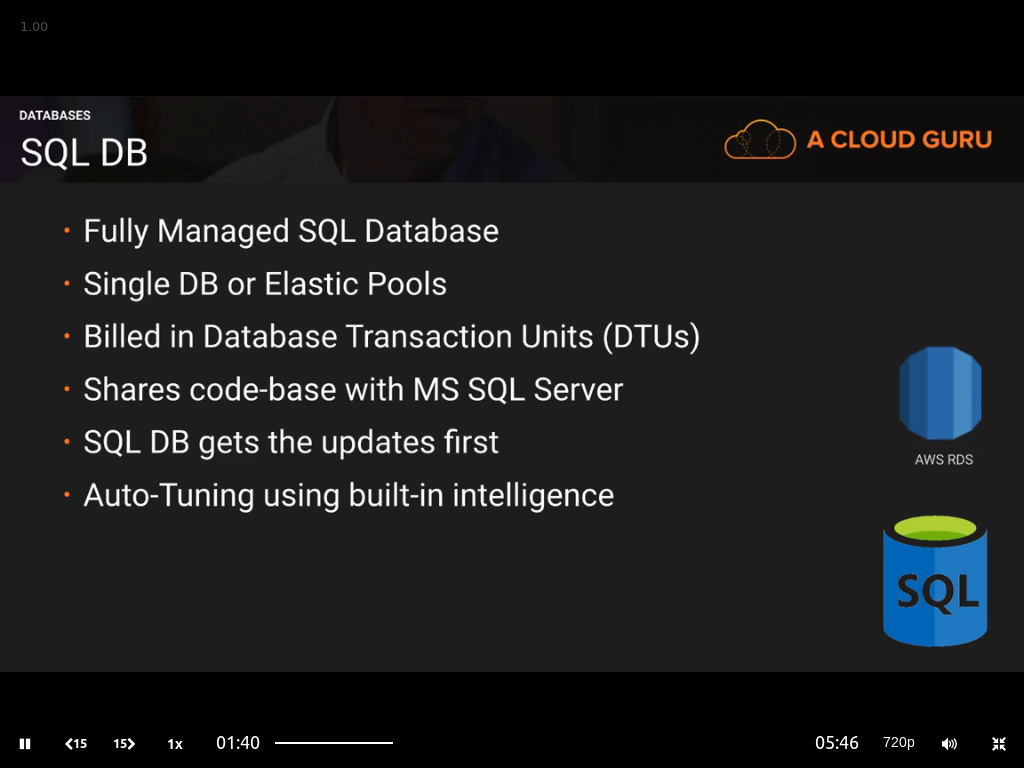 1.00
DATABASES
SQL DB
A CLOUD GURU
• Fully Managed SQL Database
• Single DB or Elastic Pools
• Billed in Database Transaction Units (DTUs)
• Shares code-base with MS SQL Server
• SQL DB gets the updates first
• Auto-Tuning using built-in intelligence
AWS RDS
SQL
15 15 1x 01:40 05:46 720p